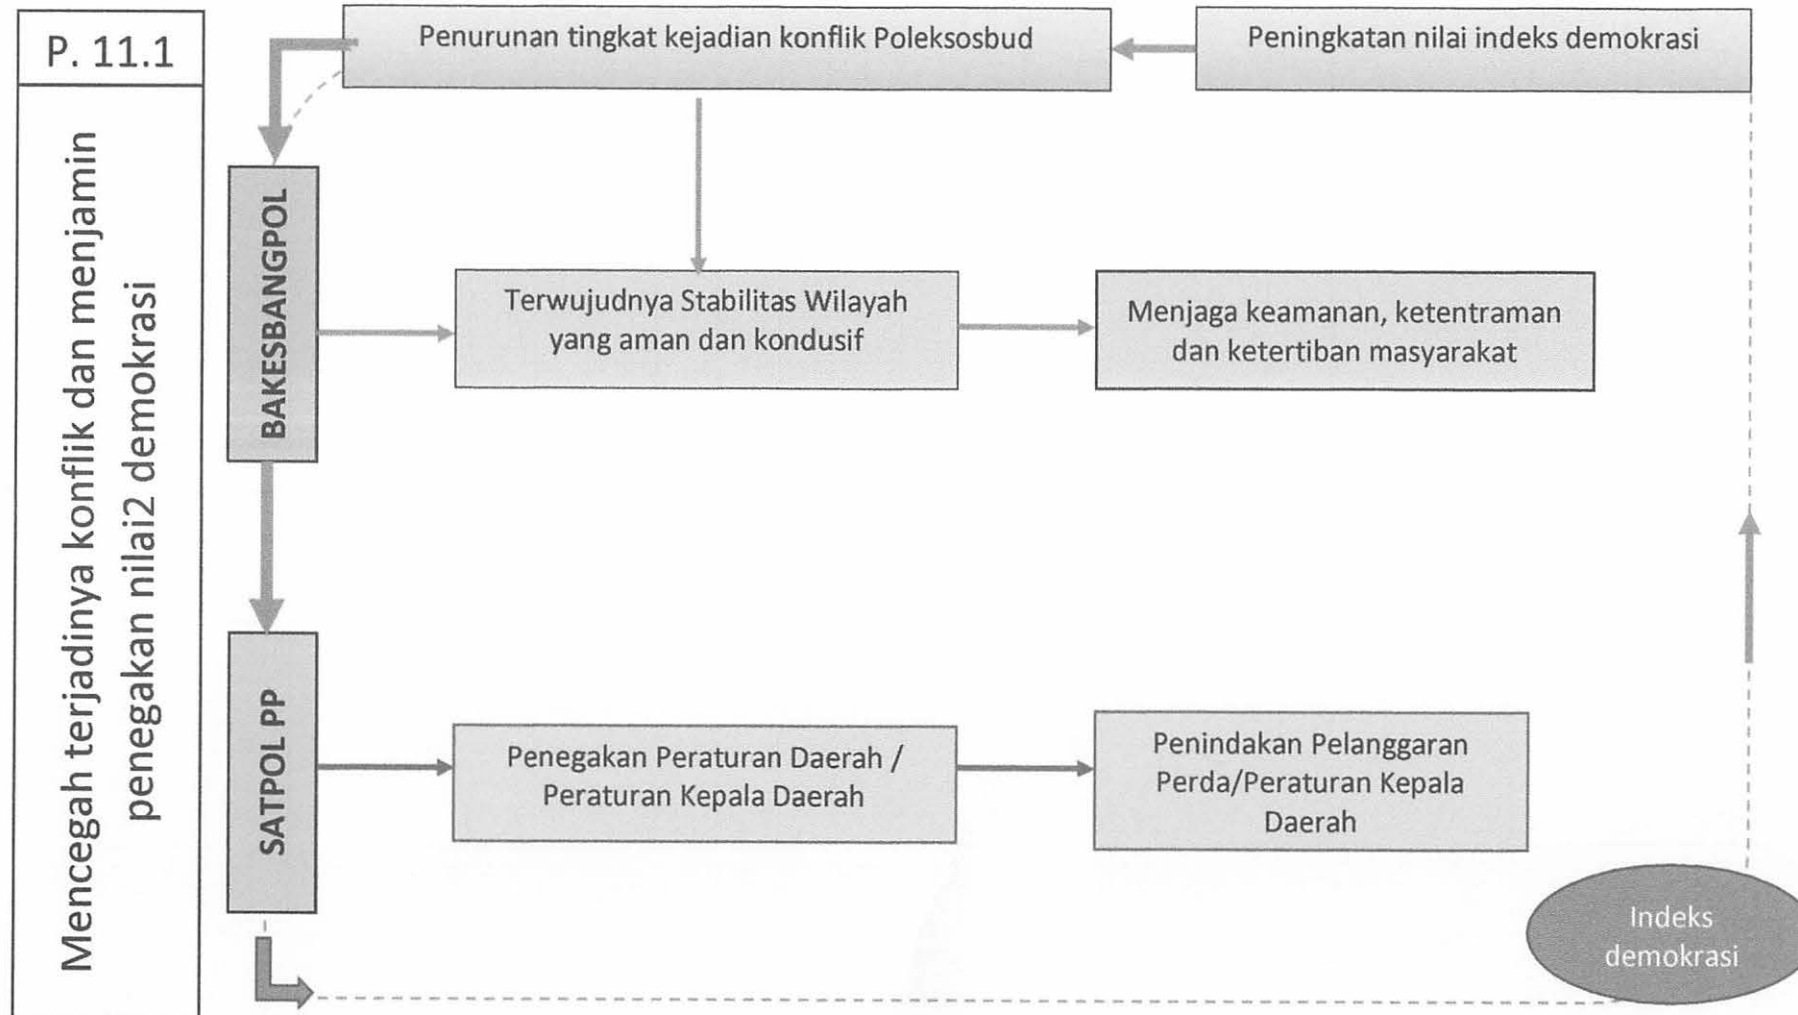 P. 11.1
Mencegah terjadinya konflik dan menjamin
penegakan nilai2 demokrasi
Penurunan tingkat kejadian konflik Poleksosbud
Peningkatan nilai indeks demokrasi
BAKESBANGPOL
Terwujudnya Stabilitas Wilayah
yang aman dan kondusif
Menjaga keamanan, ketentraman
dan ketertiban masyarakat
SATPOL PP
Penegakan Peraturan Daerah /
Peraturan Kepala Daerah
Penindakan Pelanggaran
Perda/Peraturan Kepala
Daerah
Indeks
demokrasi